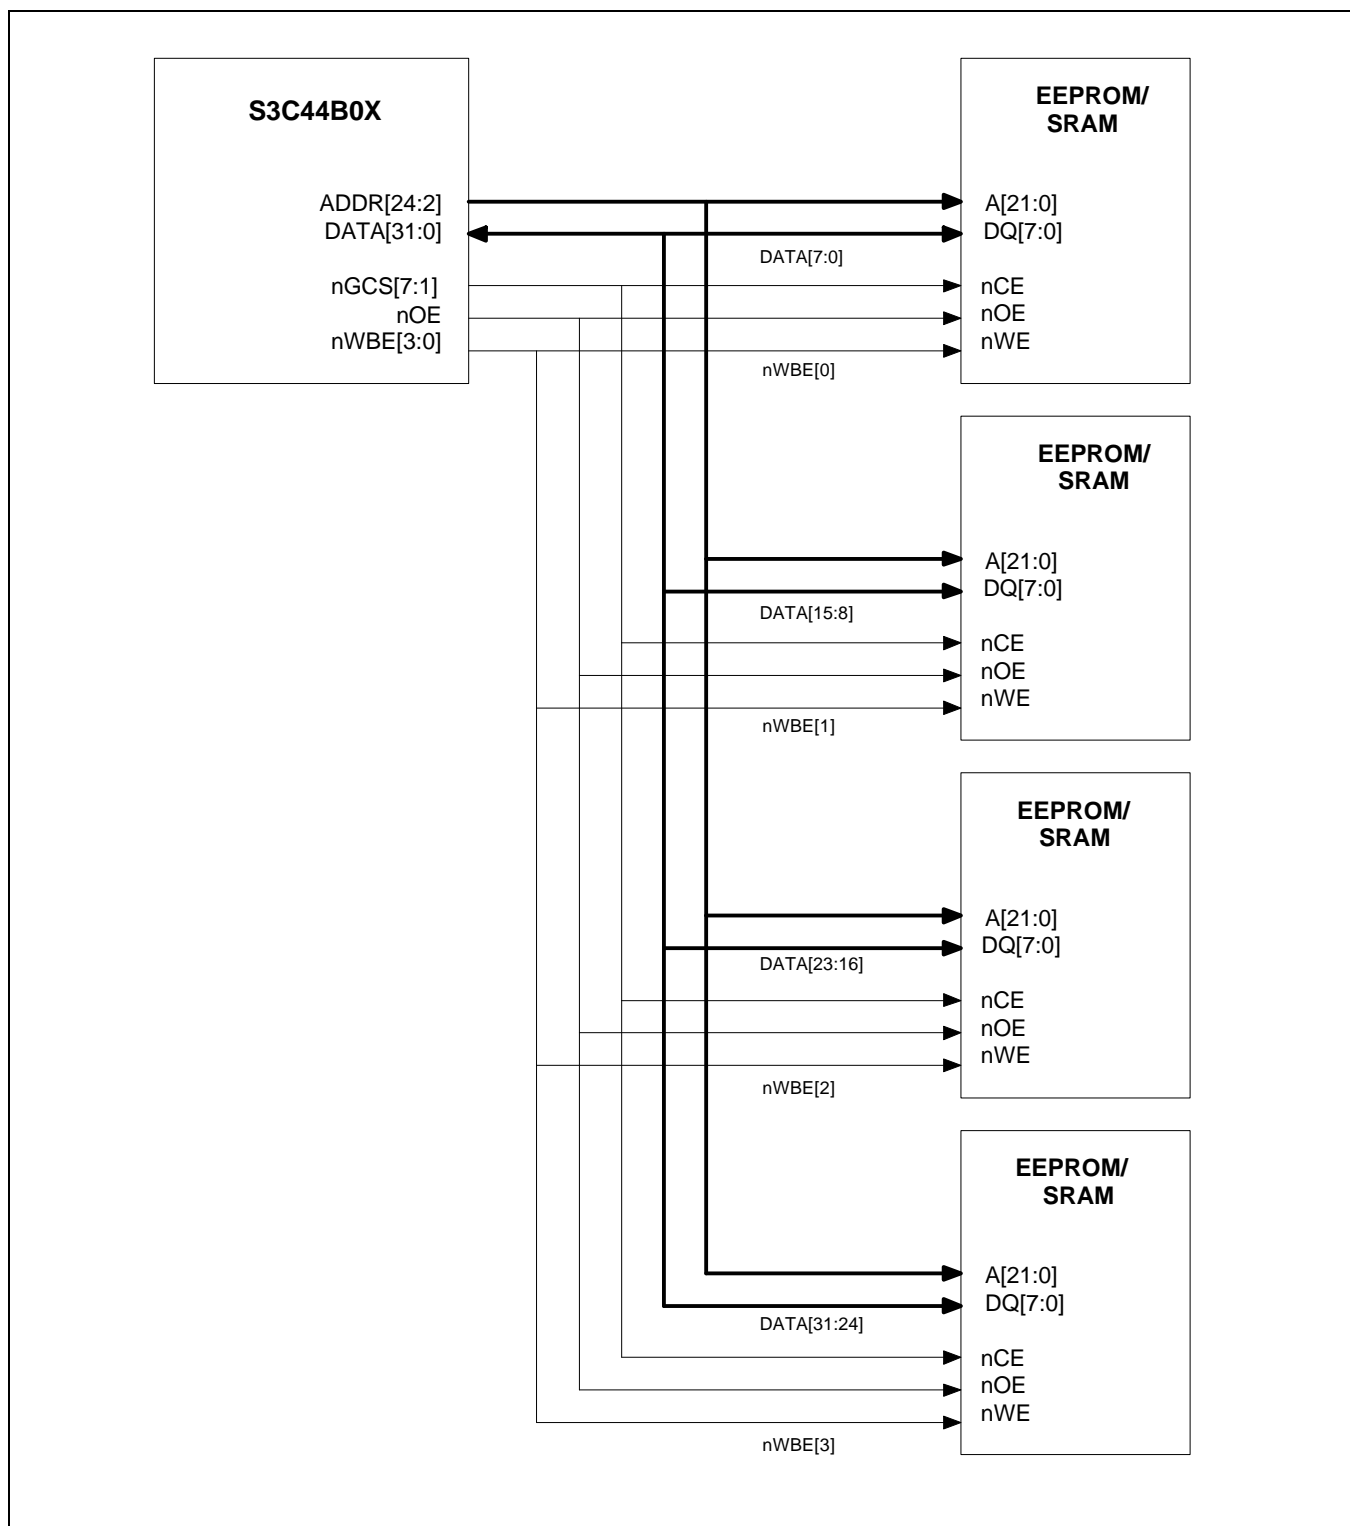 S3C44B0X
ADDR[24:2]
DATA[31:0]
nGCS[7:1]
nOE
nWBE[3:0]
EEPROM/
SRAM
A[21:0]
DQ[7:0]
nCE
nOE
nWE
DATA[7:0]
nWBE[0]
EEPROM/
SRAM
A[21:0]
DQ[7:0]
nCE
nOE
nWE
DATA[15:8]
nWBE[1]
EEPROM/
SRAM
A[21:0]
DQ[7:0]
nCE
nOE
nWE
DATA[23:16]
nWBE[2]
EEPROM/
SRAM
A[21:0]
DQ[7:0]
nCE
nOE
nWE
DATA[31:24]
nWBE[3]